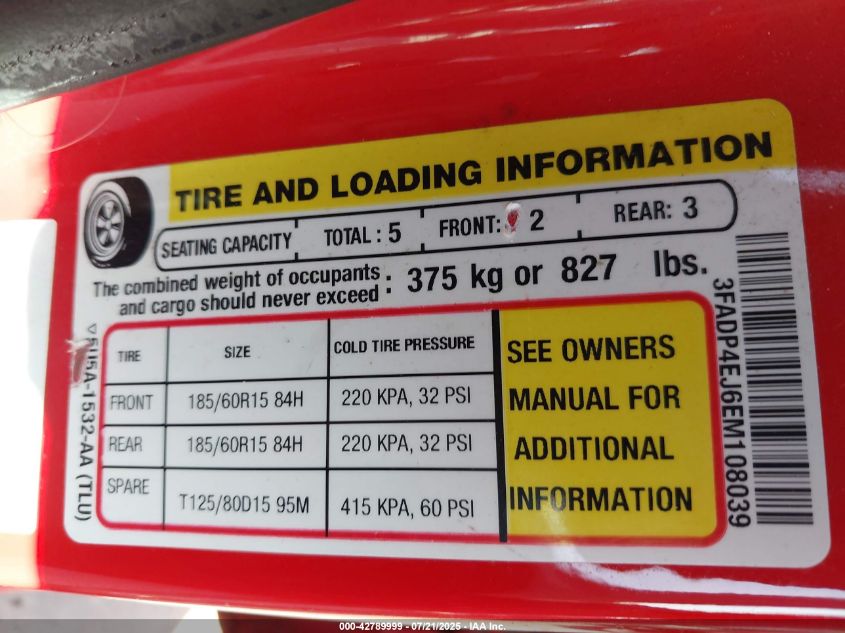 TIRE AND LOADING INFORMATION
SEATING CAPACITY TOTAL : 5 FRONT: 2 REAR: 3
The combined weight of occupants
and cargo should never exceed : 375 kg or 827 lbs.
TIRE SIZE COLD TIRE PRESSURE
FRONT 185/60R15 84H 220 KPA, 32 PSI
REAR 185/60R15 84H 220 KPA, 32 PSI
SPARE T125/80D15 95M 415 KPA, 60 PSI
SEE OWNERS
MANUAL FOR
ADDITIONAL
INFORMATION
3FADP4EJ6EM108039
5U5A-1532-AA (TLU)
000-42789999 - 07/21/2025 - IAA Inc.